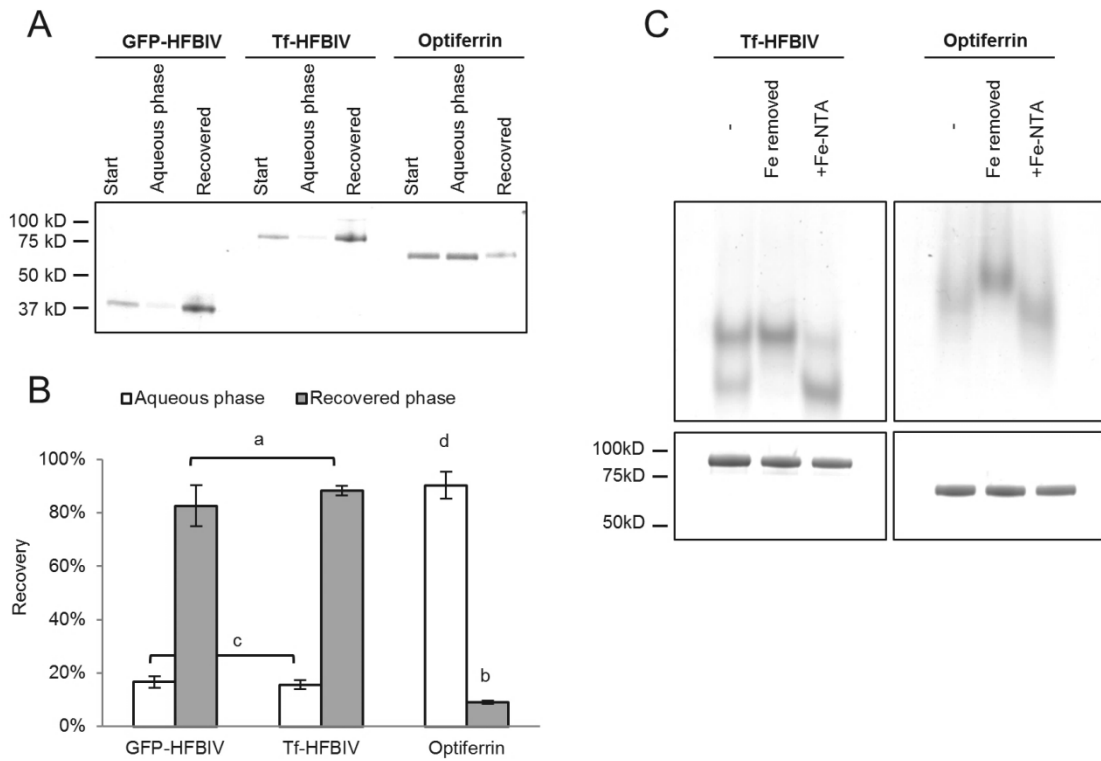 A
GFP-HFBIV Tf-HFBIV Optiferrin
Start Aqueous phase Recovered Start Aqueous phase Recovered Start Aqueous phase Recovred
100 kD
75 kD
50 kD
37 kD
B
Aqueous phase Recovered phase
a
d
100%
80%
60%
Recovery
40%
c
20%
b
0%
GFP-HFBIV Tf-HFBIV Optiferrin
C
Tf-HFBIV Optiferrin
- Fe removed +Fe-NTA - Fe removed +Fe-NTA
100kD
75kD
50kD